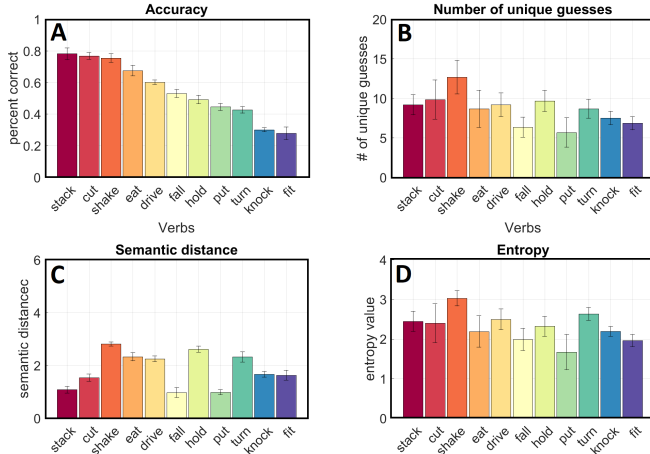 Accuracy
A
percent correct
1
0.8
0.6
0.4
0.2
0
stack cut shake eat drive fall hold put turn knock fit
Verbs
Number of unique guesses
B
# of unique guesses
20
15
10
5
0
stack cut shake eat drive fall hold put turn knock fit
Verbs
Semantic distance
C
semantic distancec
6
4
2
0
stack cut shake eat drive fall hold put turn knock fit
Entropy
D
entropy value
4
3
2
1
0
stack cut shake eat drive fall hold put turn knock fit